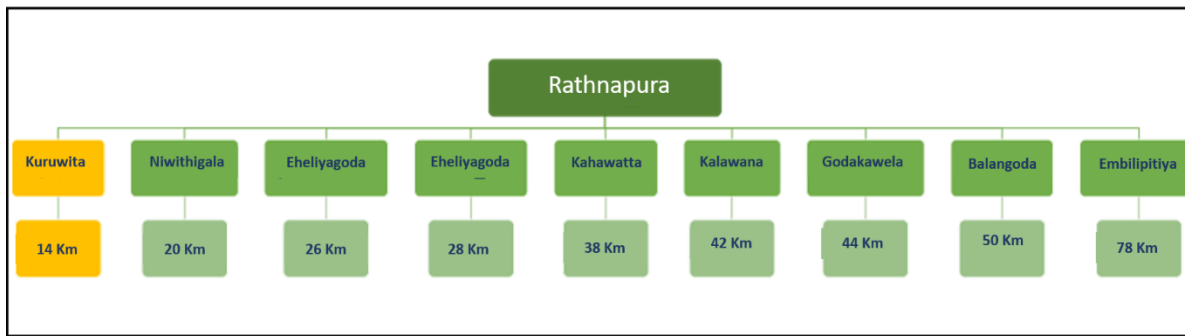 Rathnapura
Kuruwita
Niwithigala
Eheliyagoda
Eheliyagoda
Kahawatta
Kalawana
Godakawela
Balangoda
Embilipitiya
14 Km
20 Km
26 Km
28 Km
38 Km
42 Km
44 Km
50 Km
78 Km